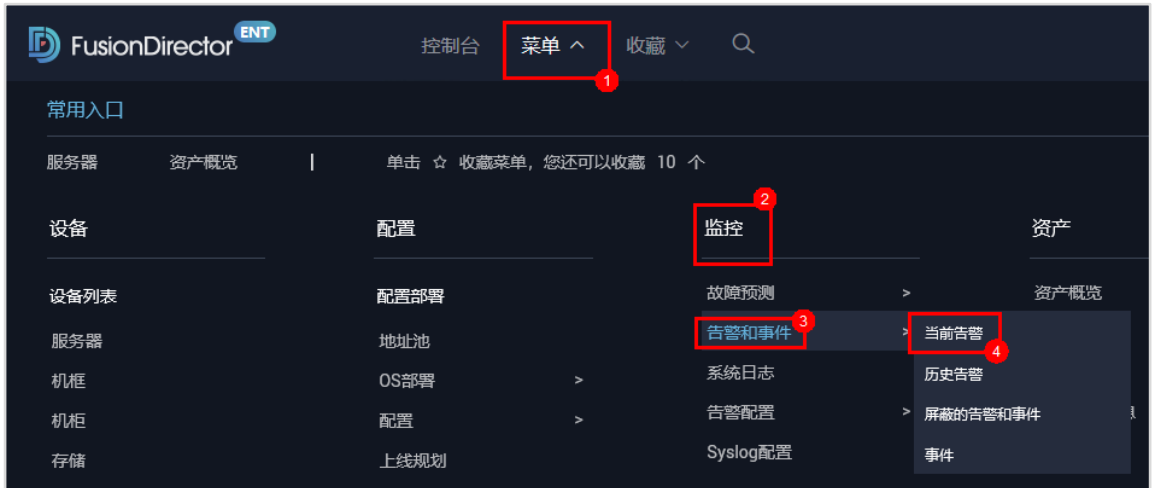 FusionDirector ENT 控制台 菜单 收藏
1
常用入口
服务器 资产概览 | 单击 ☆ 收藏菜单，您还可以收藏 10 个
2
设备 配置 监控 资产
设备列表 配置部署 故障预测 > 资产概览
服务器 地址池 告警和事件 3 > 当前告警
4
机框 OS部署 > 系统日志 历史告警
机柜 配置 > 告警配置 > 屏蔽的告警和事件
存储 上线规划 Syslog配置 事件